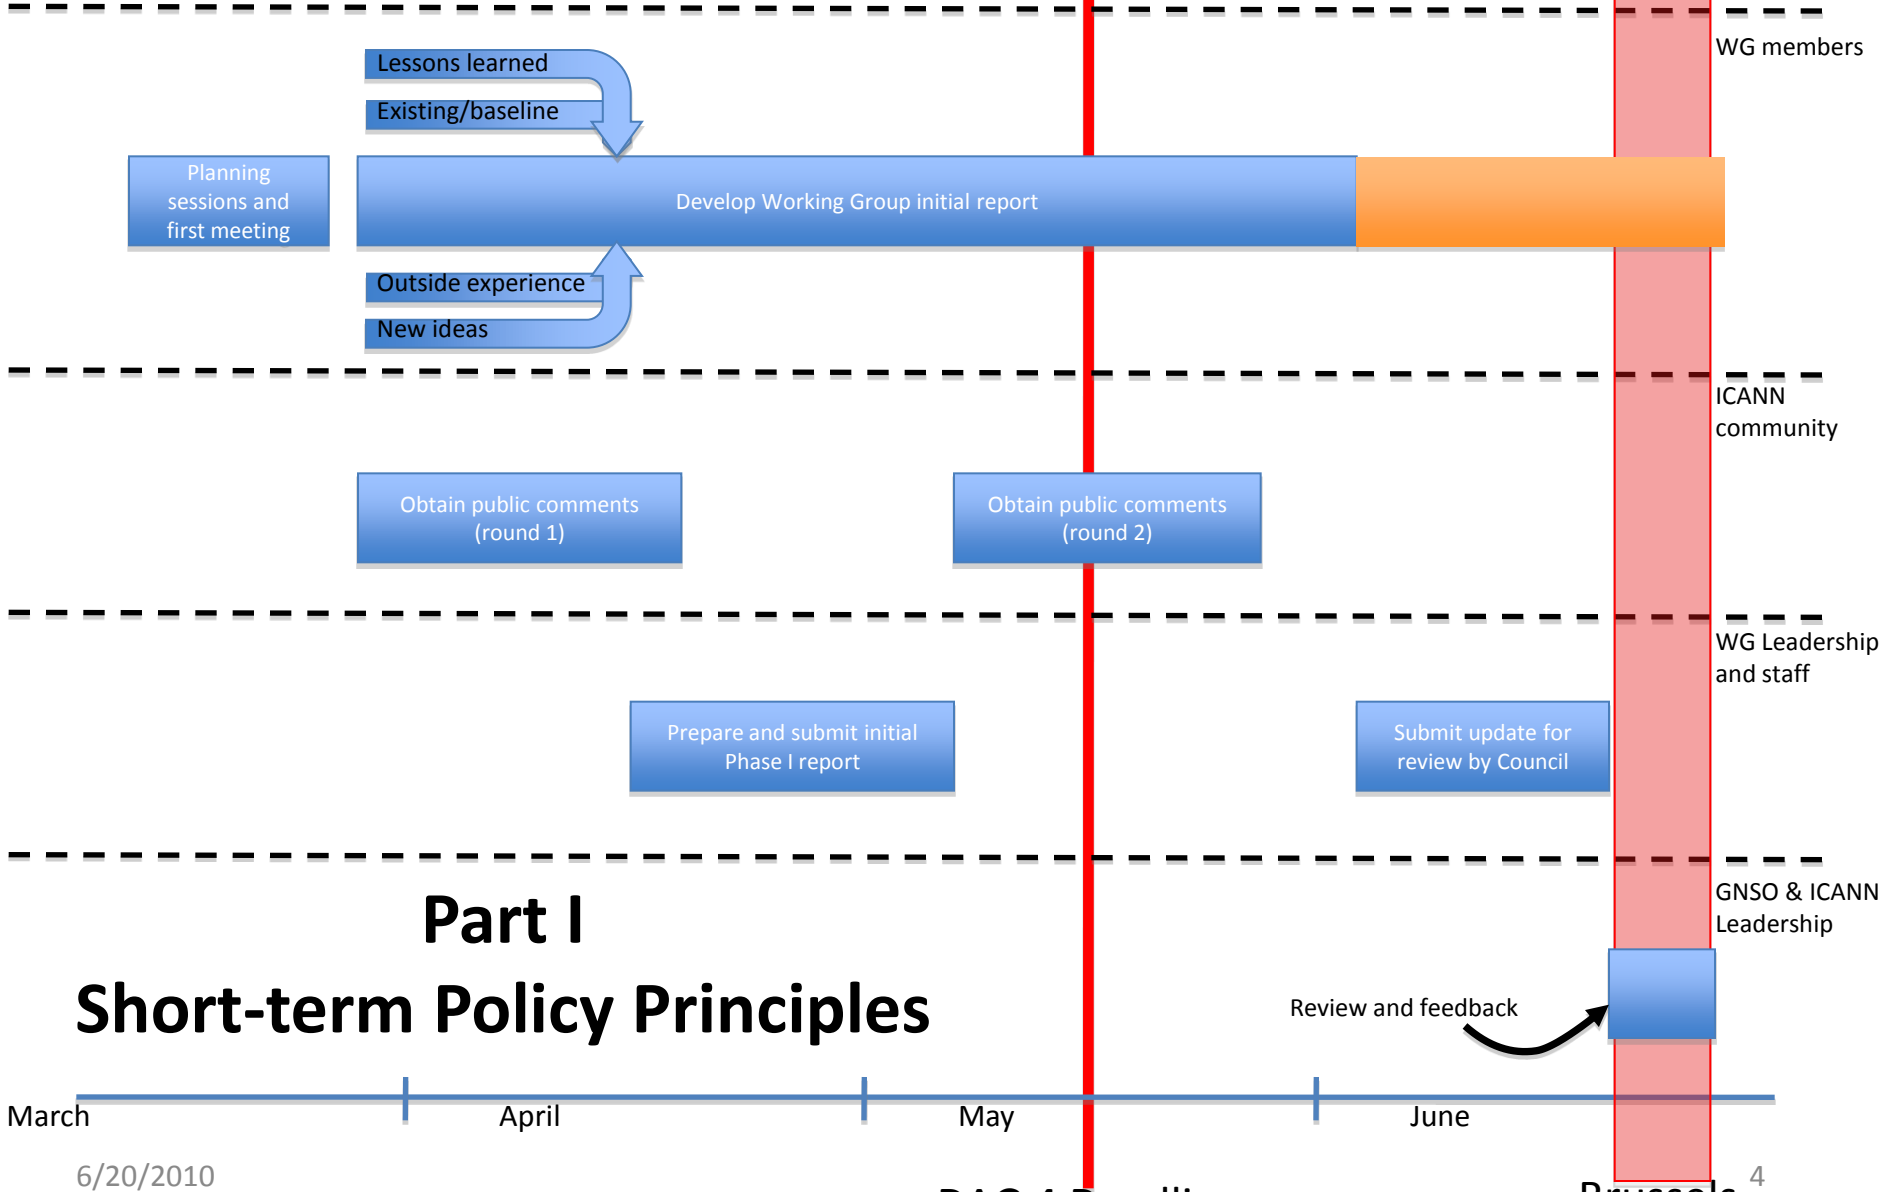 WG members
Lessons learned
Existing/baseline
Planning
sessions and
first meeting
Develop Working Group initial report
Outside experience
New ideas
ICANN
community
Obtain public comments
(round 1)
Obtain public comments
(round 2)
WG Leadership
and staff
Prepare and submit initial
Phase I report
Submit update for
review by Council
GNSO & ICANN
Leadership
Part I
Short-term Policy Principles
Review and feedback
March
April
May
June
6/20/2010
Brussels
4